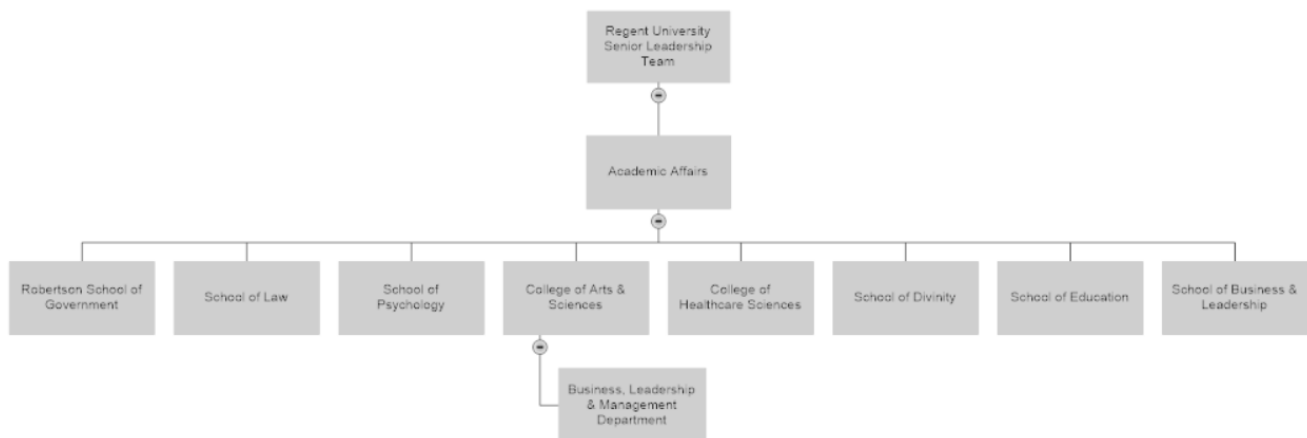 Regent University
Senior Leadership
Team
Academic Affairs
Robertson School of
Government
School of Law
School of
Psychology
College of Arts &
Sciences
College of
Healthcare Sciences
School of Divinity
School of Education
School of Business &
Leadership
Business, Leadership
& Management
Department